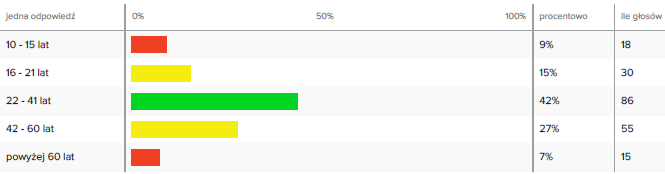 jedna odpowiedź 0% 50% 100% procentowo ile głosów
10 - 15 lat 9% 18
16 - 21 lat 15% 30
22 - 41 lat 42% 86
42 - 60 lat 27% 55
powyżej 60 lat 7% 15